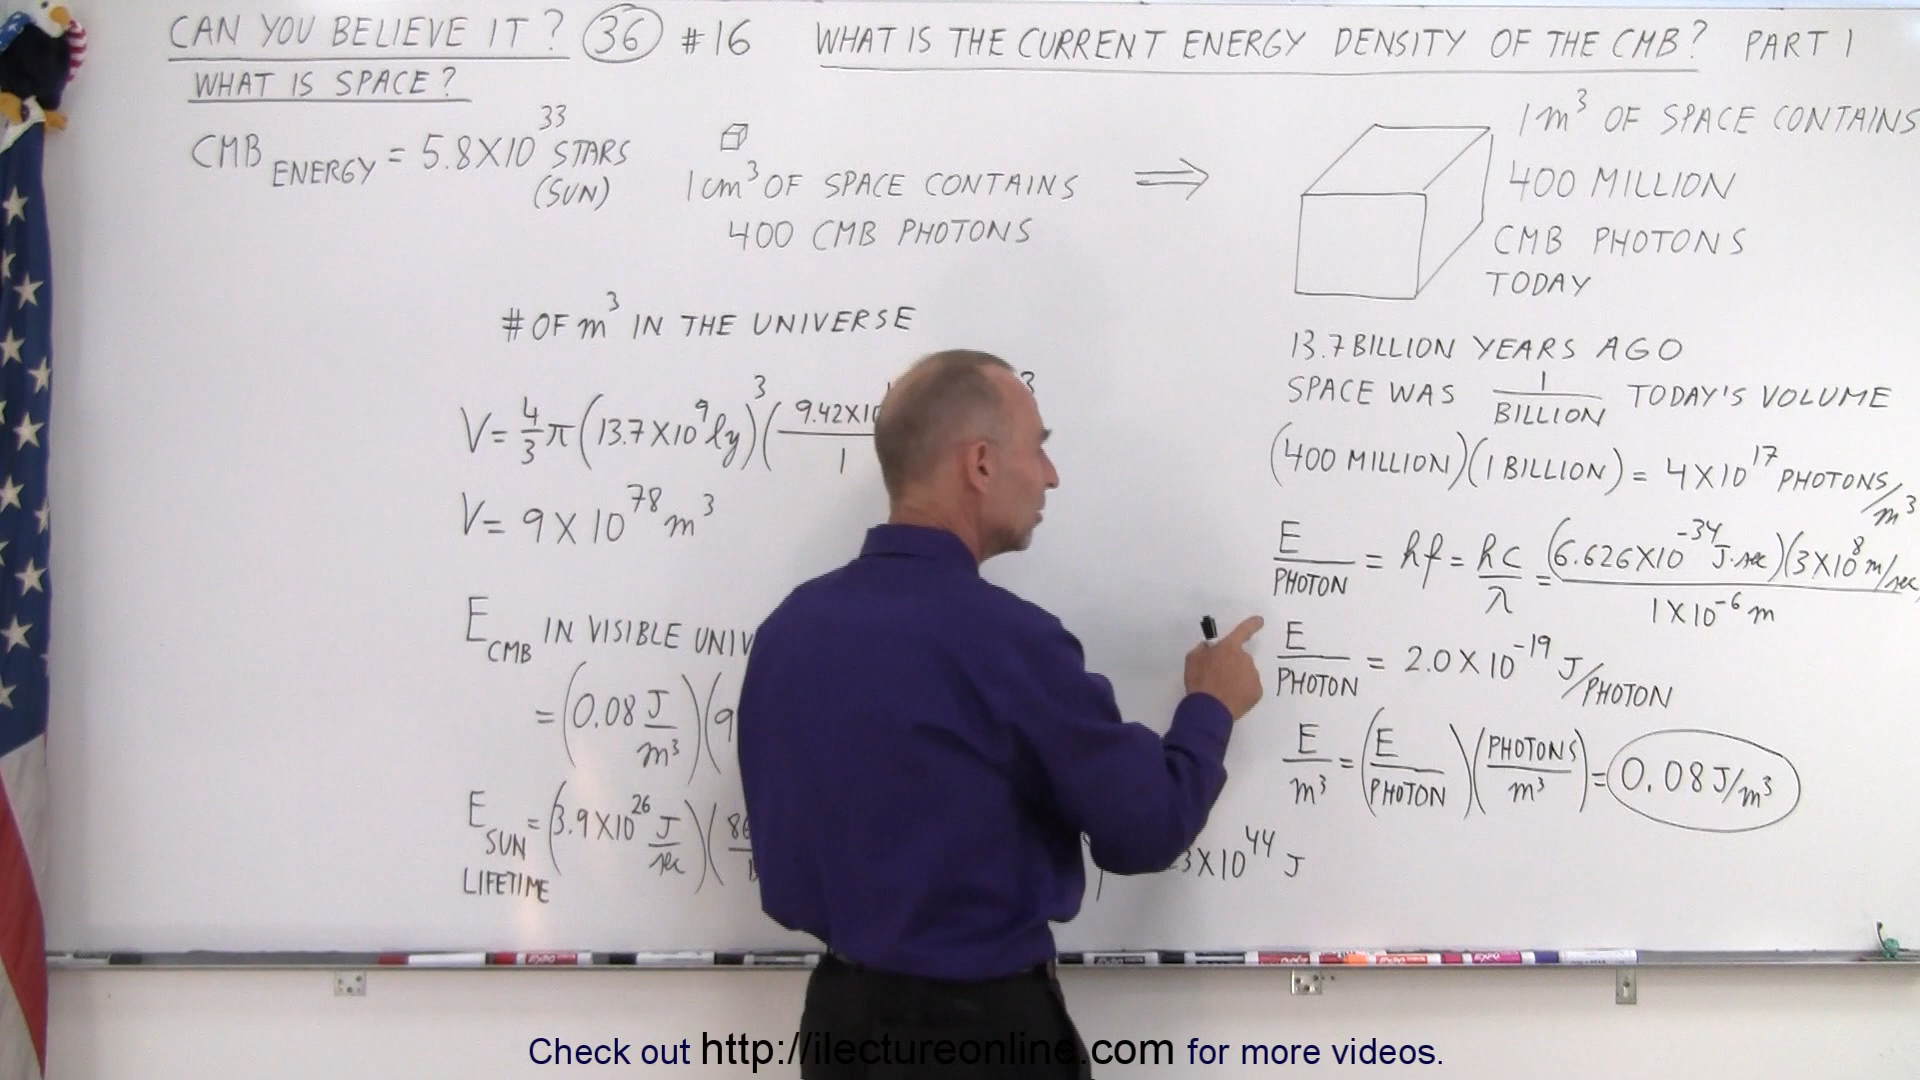 CAN YOU BELIEVE IT? 36 #16 WHAT IS THE CURRENT ENERGY DENSITY OF THE CMB? PART 1
WHAT IS SPACE?
CMB ENERGY = 5.8X10^33 STARS
(SUN)
1cm^3 OF SPACE CONTAINS ⇒
400 CMB PHOTONS
1m^3 OF SPACE CONTAINS
400 MILLION
CMB PHOTONS
TODAY
# OF m^3 IN THE UNIVERSE
V = 4/3 π (13.7X10^9 ly)^3 (9.42X10 / 1 3
V = 9X10^78 m^3
E_CMB IN VISIBLE UNIV
= (0.08 J/m^3)(9
E_SUN LIFETIME = (3.9X10^26 J/sec)( 3X10^44 J
13.7 BILLION YEARS AGO
SPACE WAS 1/BILLION TODAY'S VOLUME
(400 MILLION)(1 BILLION) = 4X10^17 PHOTONS/m^3
E/PHOTON = hf = hc/λ = (6.626X10^-34 J·sec)(3X10^8 m/sec / 1X10^-6 m
E/PHOTON = 2.0X10^-19 J/PHOTON
E/m^3 = (E/PHOTON)(PHOTONS/m^3) = 0.08 J/m^3
EXPO
Check out http://ilectureonline.com for more videos.